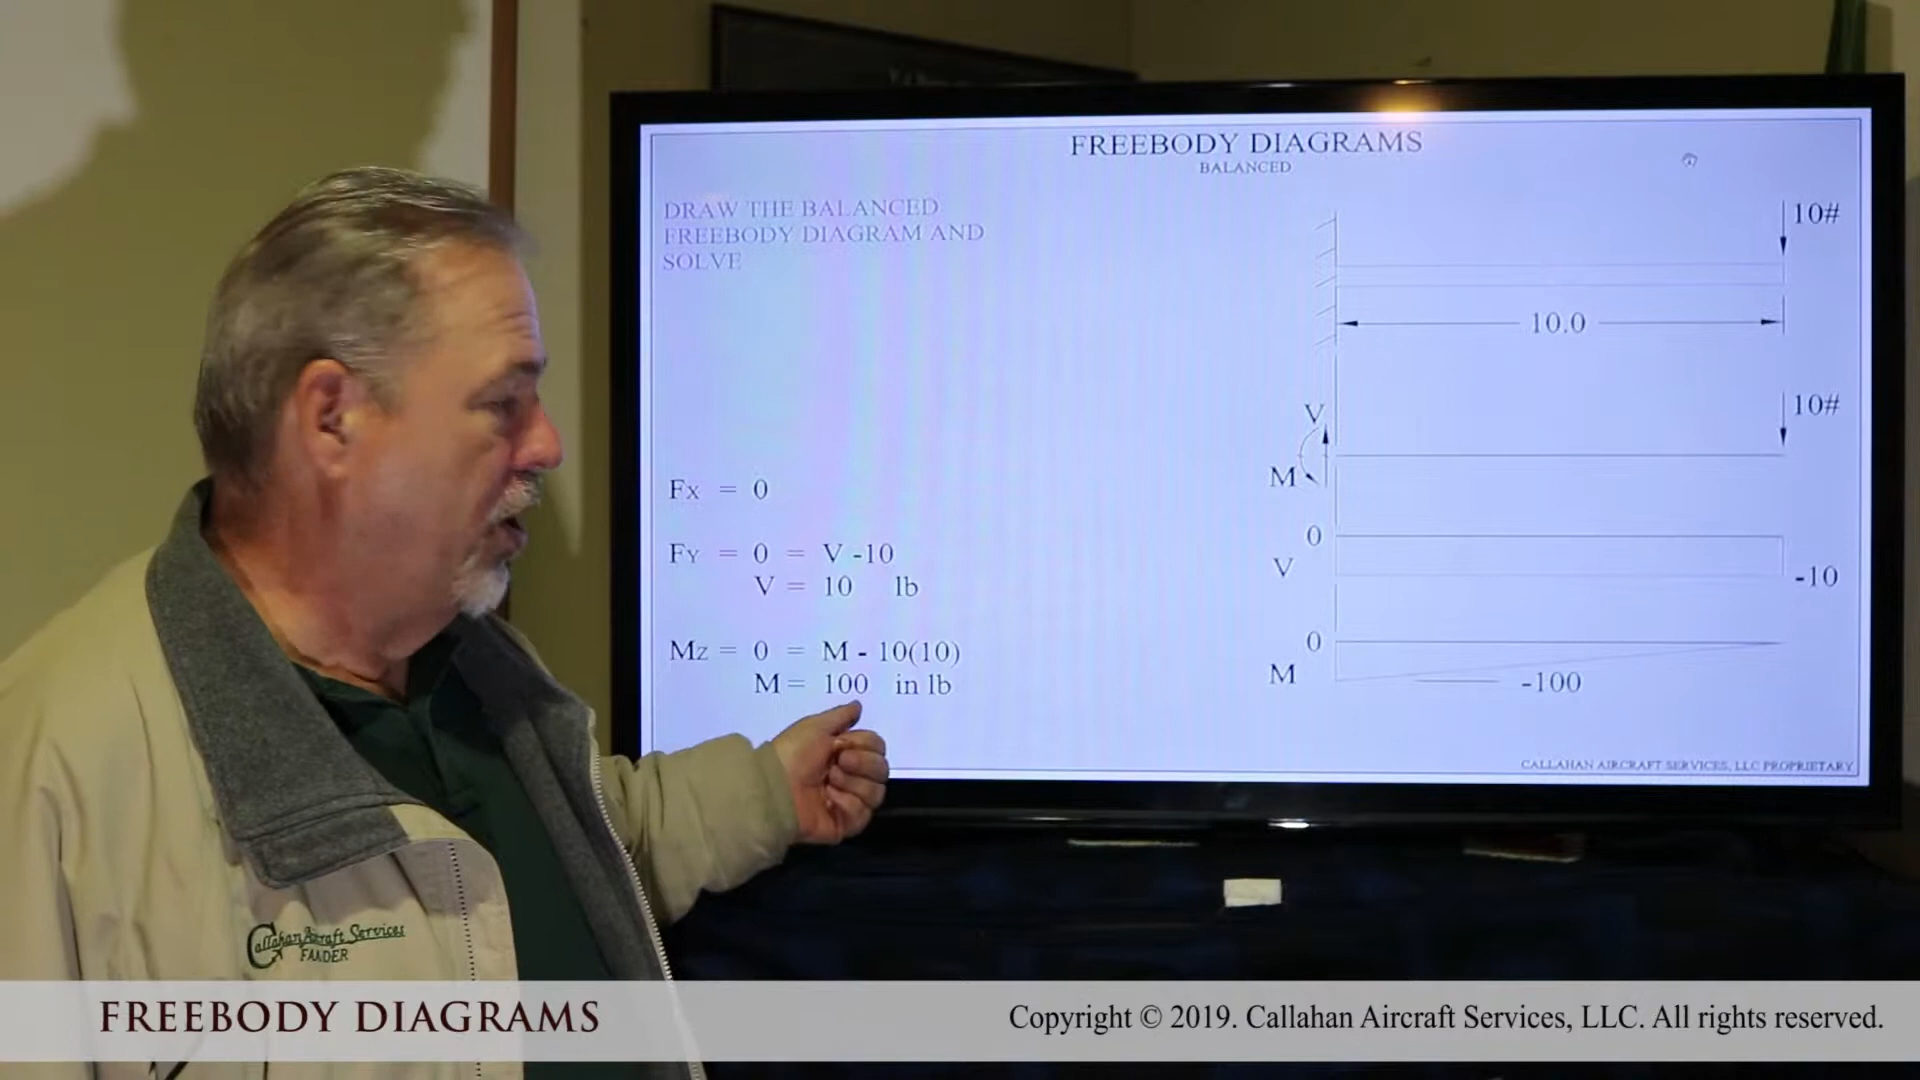 FREEBODY DIAGRAMS
BALANCED
DRAW THE BALANCED
FREEBODY DIAGRAM AND
SOLVE
10#
10.0
V
10#
M
Fx = 0
FY = 0 = V -10
V = 10 lb
Mz = 0 = M - 10(10)
M = 100 in lb
0
V
-10
0
M
-100
CALLAHAN AIRCRAFT SERVICES, LLC PROPRIETARY
Callahan Aircraft Services
FAA DER
FREEBODY DIAGRAMS
Copyright © 2019. Callahan Aircraft Services, LLC. All rights reserved.